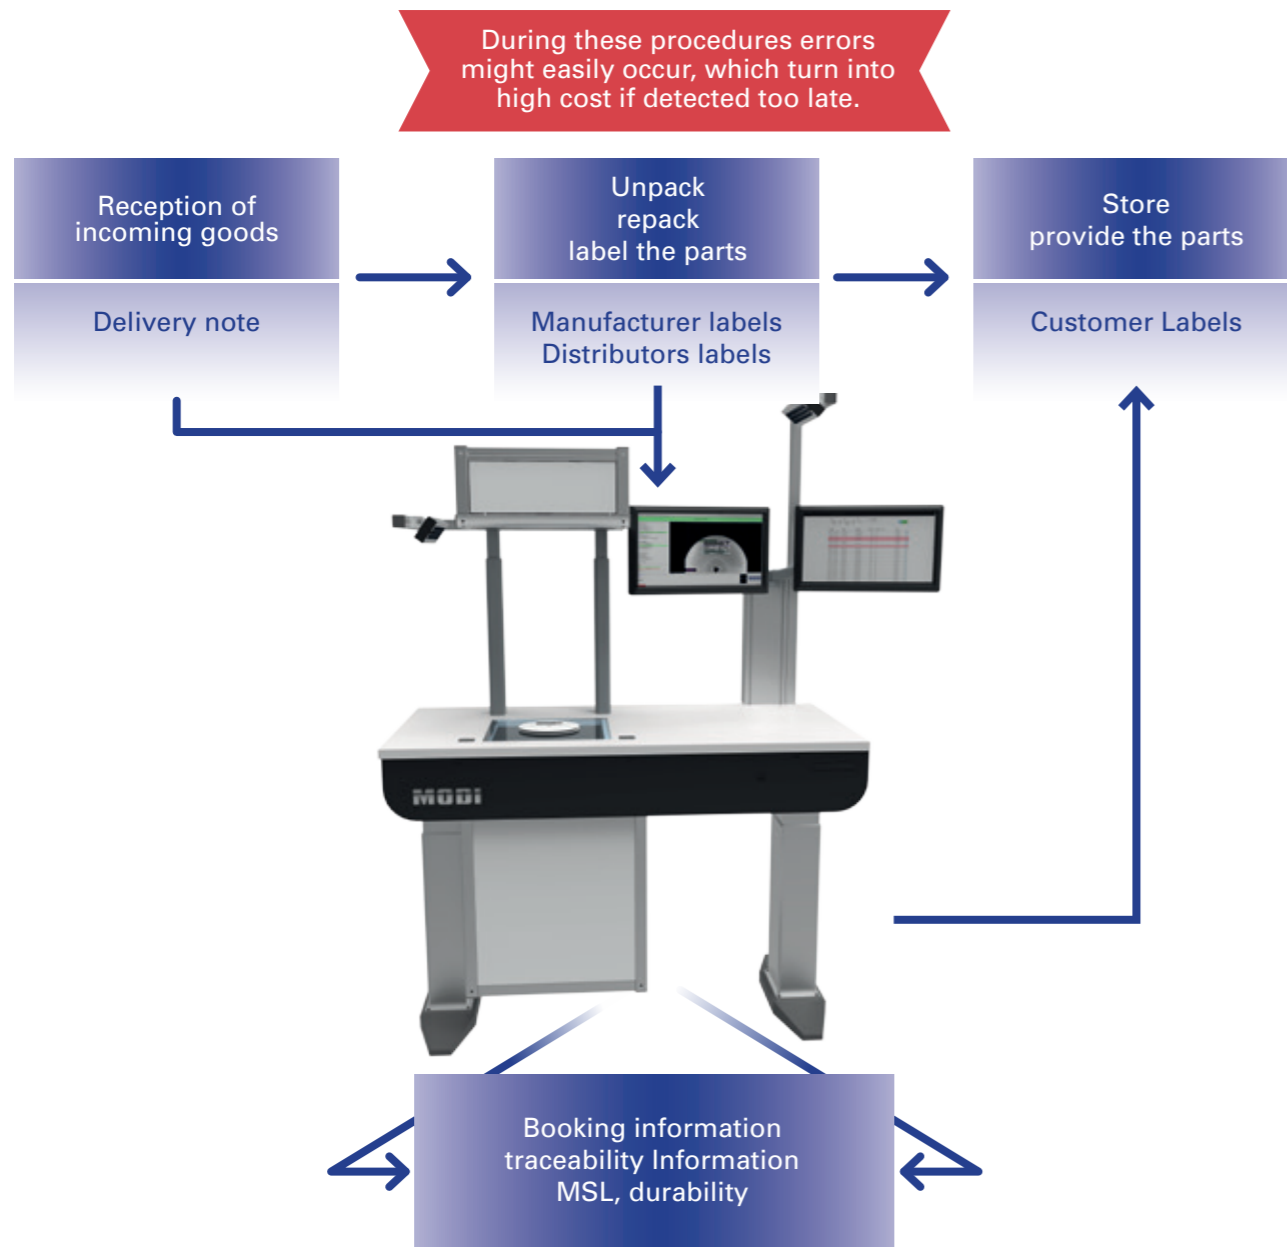 During these procedures errors
might easily occur, which turn into
high cost if detected too late.
Reception of
incoming goods
Unpack
repack
label the parts
Store
provide the parts
Delivery note
Manufacturer labels
Distributors labels
Customer Labels
MODi
Booking information
traceability Information
MSL, durability